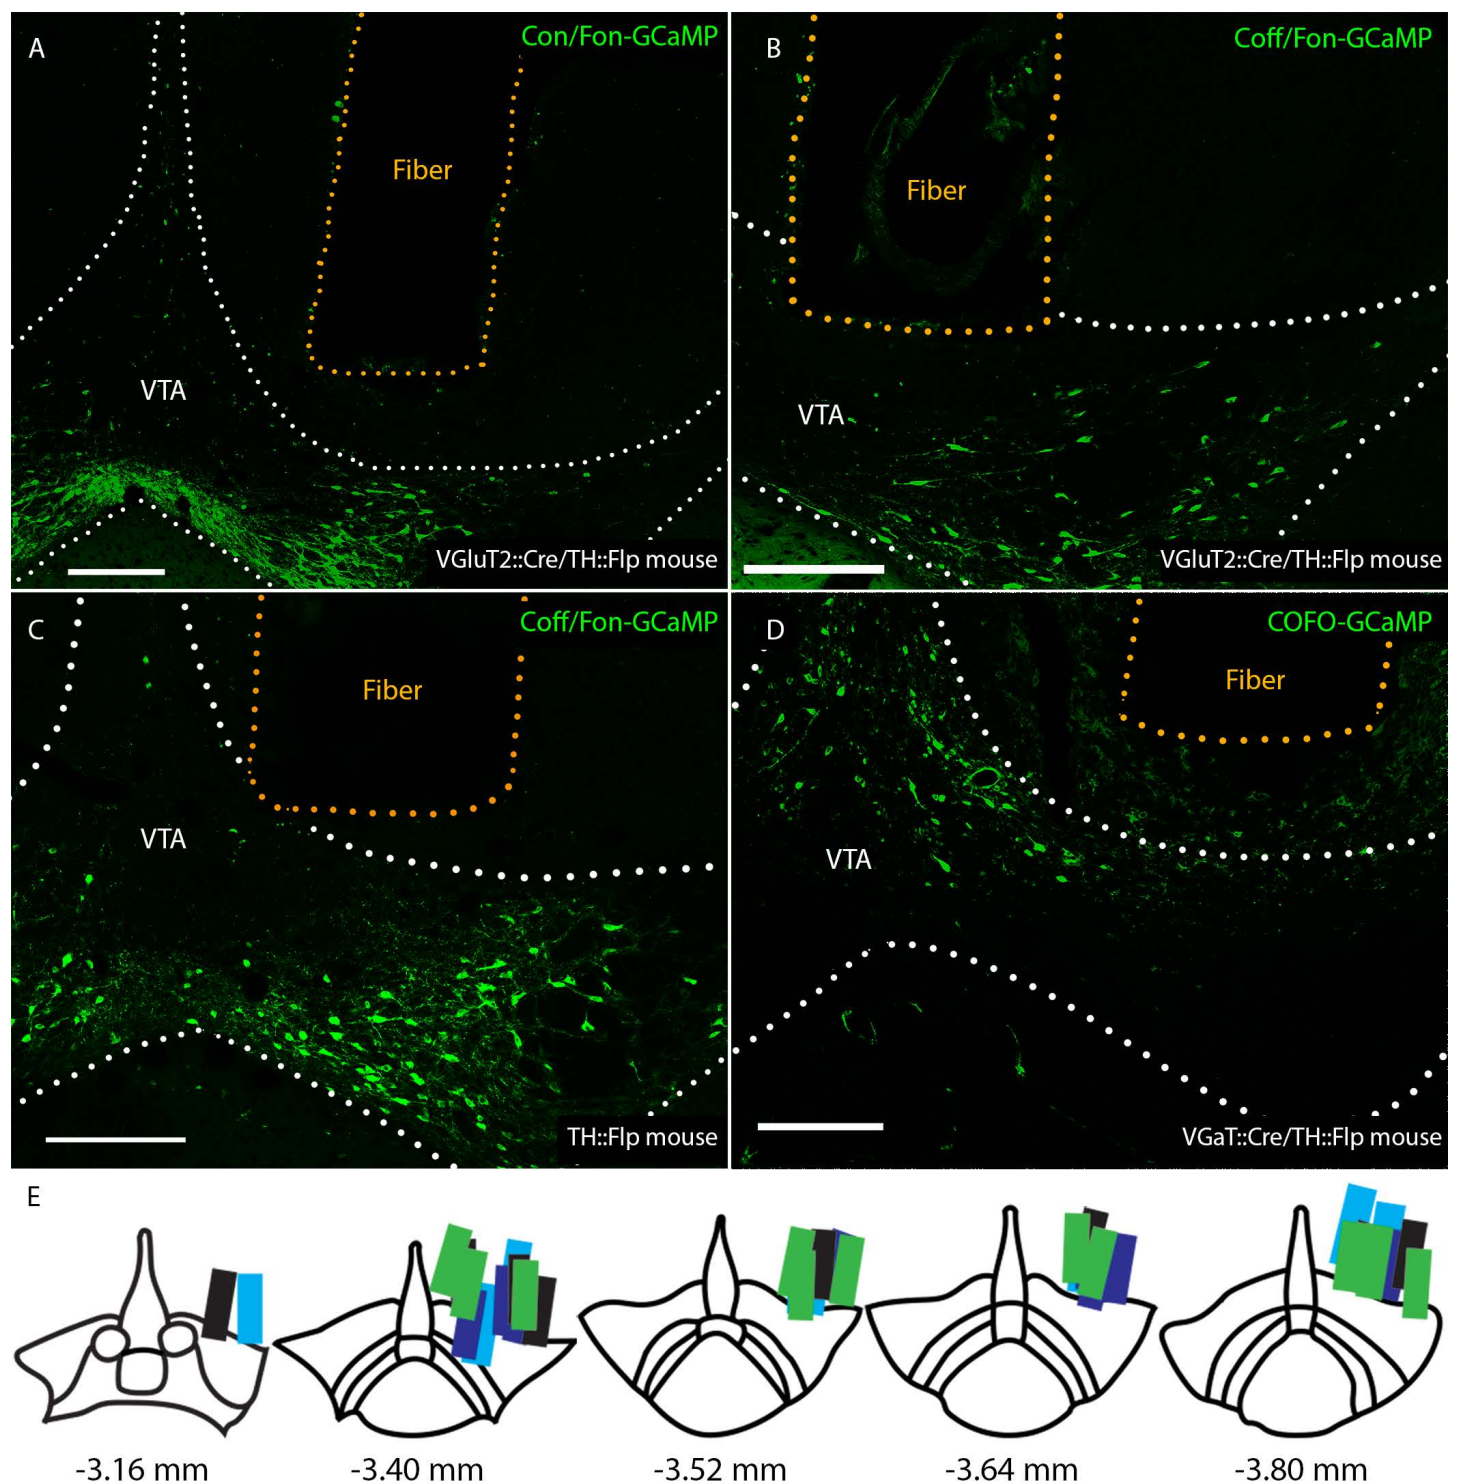 A
Con/Fon-GCaMP
Fiber
VTA
VGluT2::Cre/TH::Flp mouse
B
Coff/Fon-GCaMP
Fiber
VTA
VGluT2::Cre/TH::Flp mouse
C
Coff/Fon-GCaMP
Fiber
VTA
TH::Flp mouse
D
COFO-GCaMP
Fiber
VTA
VGaT::Cre/TH::Flp mouse
E
-3.16 mm
-3.40 mm
-3.52 mm
-3.64 mm
-3.80 mm